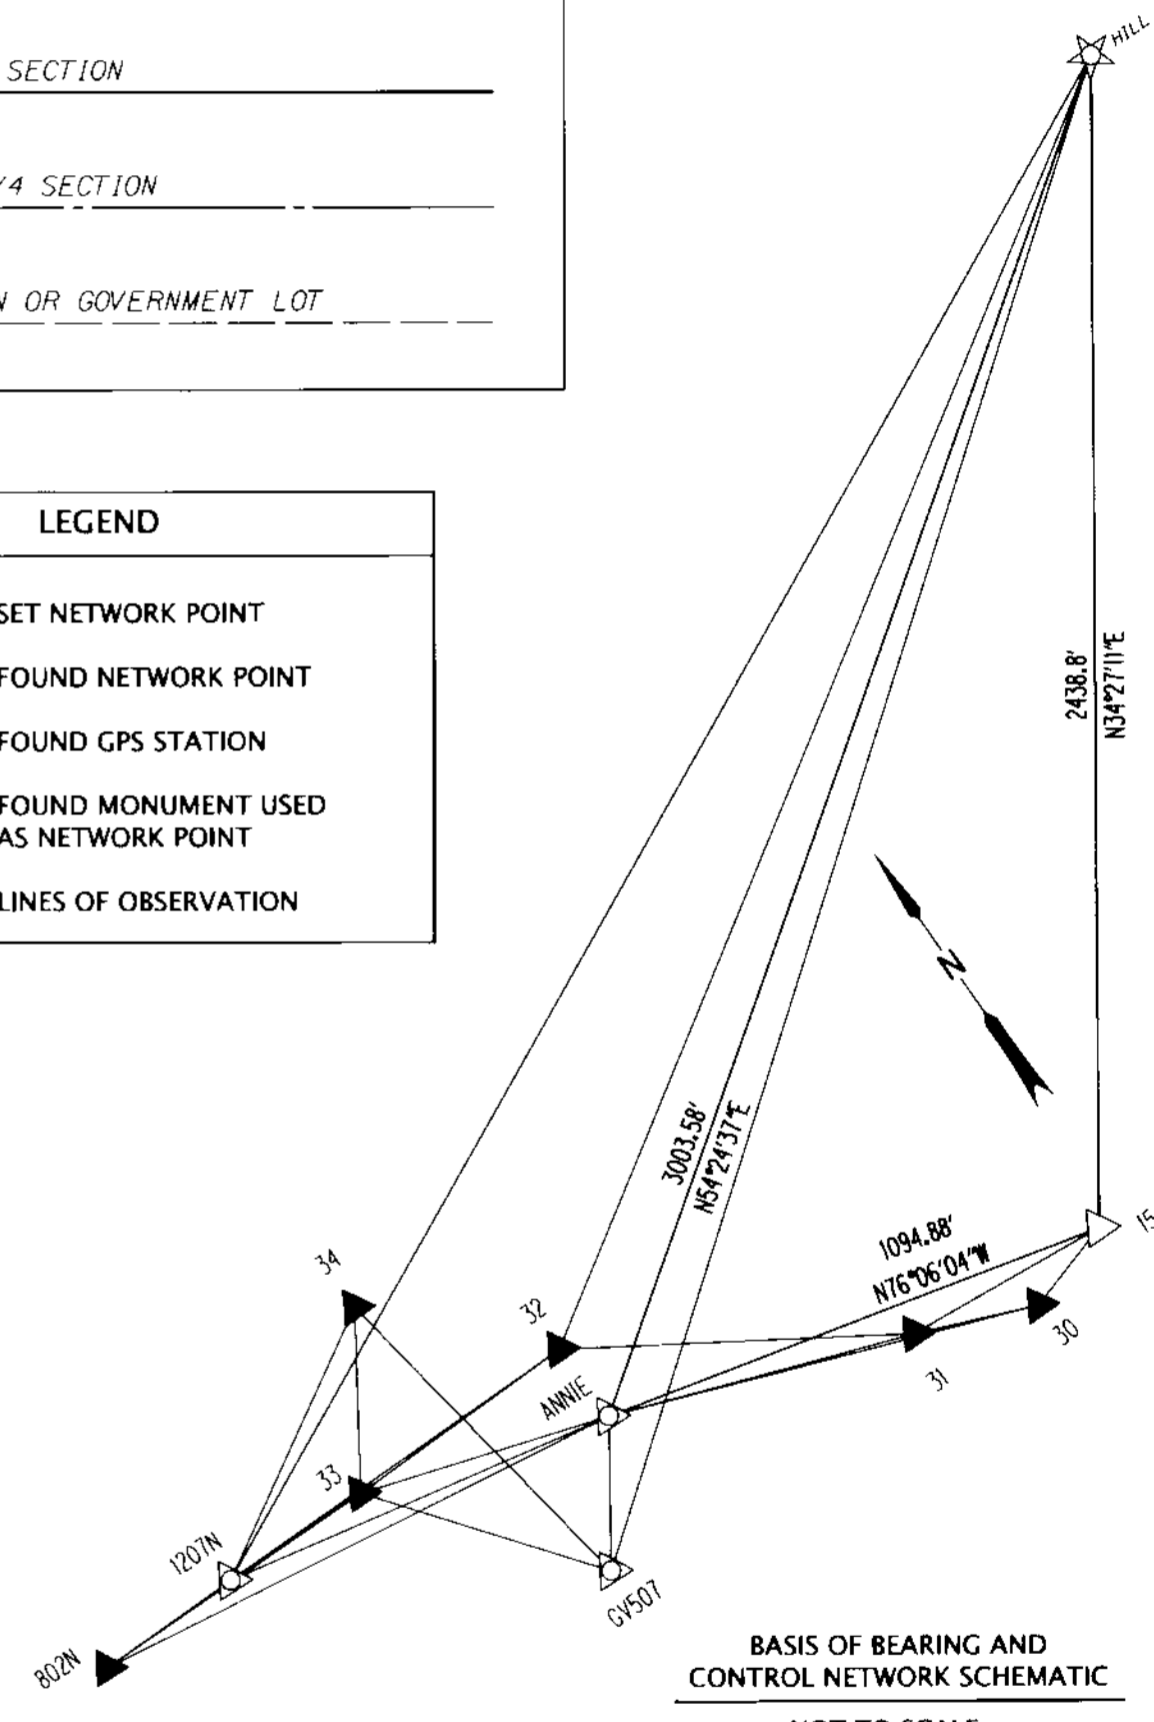 HILL
SECTION
/4 SECTION
N OR GOVERNMENT LOT
LEGEND
SET NETWORK POINT
FOUND NETWORK POINT
FOUND GPS STATION
FOUND MONUMENT USED
AS NETWORK POINT
LINES OF OBSERVATION
2438.8'
N34°27'11"E
N
3003.58'
N54°24'37"E
1094.88'
N76°06'04"W
15
34
32
30
31
ANNIE
33
1207N
GV507
802N
BASIS OF BEARING AND
CONTROL NETWORK SCHEMATIC